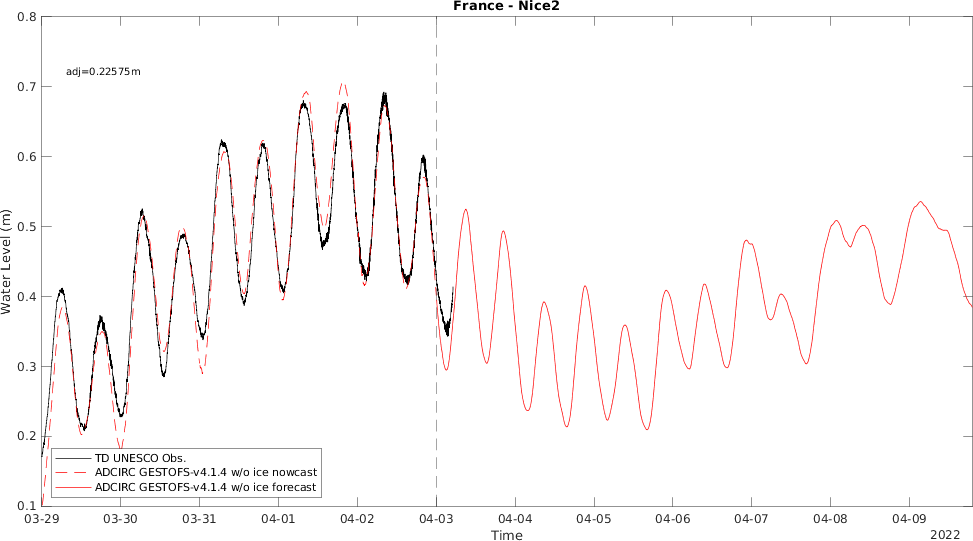 France - Nice2
0.8
0.7
0.6
0.5
0.4
0.3
0.2
0.1
Water Level (m)
adj=0.22575m
TD UNESCO Obs.
ADCIRC GESTOFS-v4.1.4 w/o ice nowcast
ADCIRC GESTOFS-v4.1.4 w/o ice forecast
03-29 03-30 03-31 04-01 04-02 04-03 04-04 04-05 04-06 04-07 04-08 04-09
Time
2022